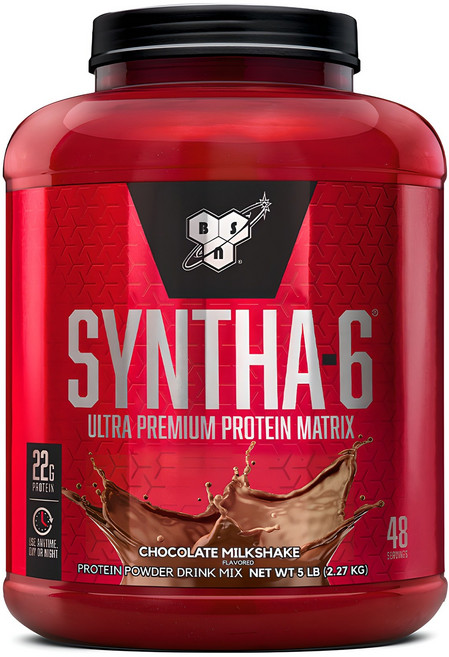 BSN®
SYNTHA-6®
ULTRA PREMIUM PROTEIN MATRIX
22G
PROTEIN
USE ANYTIME,
DAY OR NIGHT
CHOCOLATE MILKSHAKE
FLAVORED
48
SERVINGS
PROTEIN POWDER DRINK MIX NET WT 5 LB (2.27 KG)